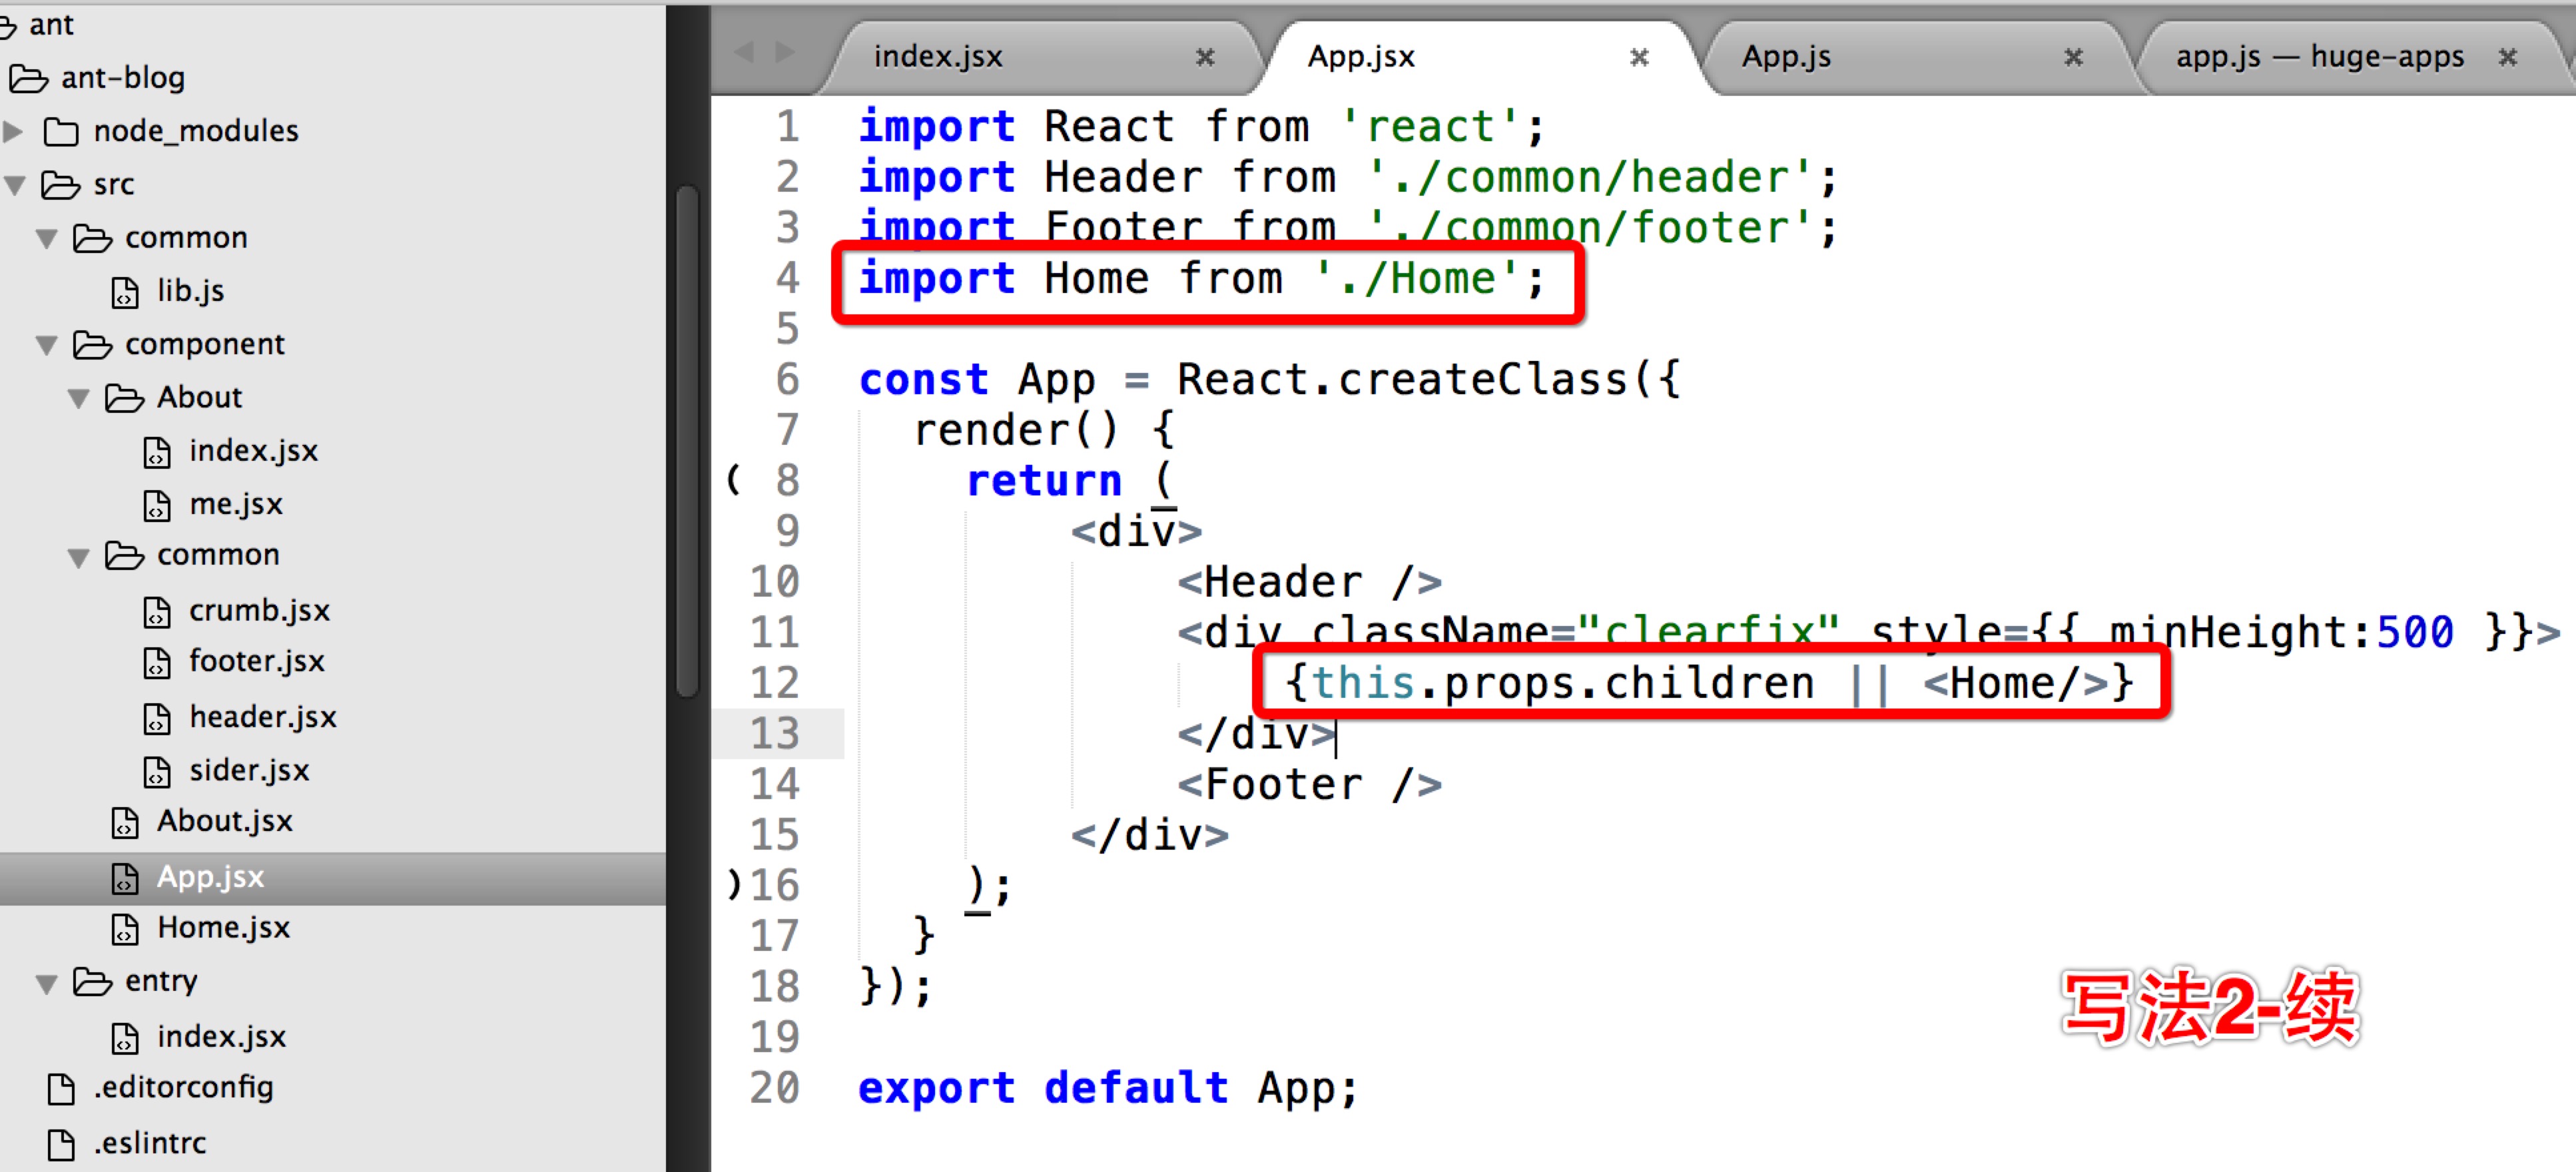 ant
ant-blog
node_modules
src
common
lib.js
component
About
index.jsx
me.jsx
common
crumb.jsx
footer.jsx
header.jsx
sider.jsx
About.jsx
App.jsx
Home.jsx
entry
index.jsx
.editorconfig
.eslintrc
index.jsx × App.jsx × App.js × app.js — huge-apps ×
1 import React from 'react';
2 import Header from './common/header';
3 import Footer from './common/footer';
4 import Home from './Home';
5
6 const App = React.createClass({
7 render() {
( 8 return (
9 <div>
10 <Header />
11 <div className="clearfix" style={{ minHeight:500 }}>
12 {this.props.children || <Home/>}
13 </div>
14 <Footer />
15 </div>
)16 );
17 }
18 });
19
20 export default App;
写法2-续